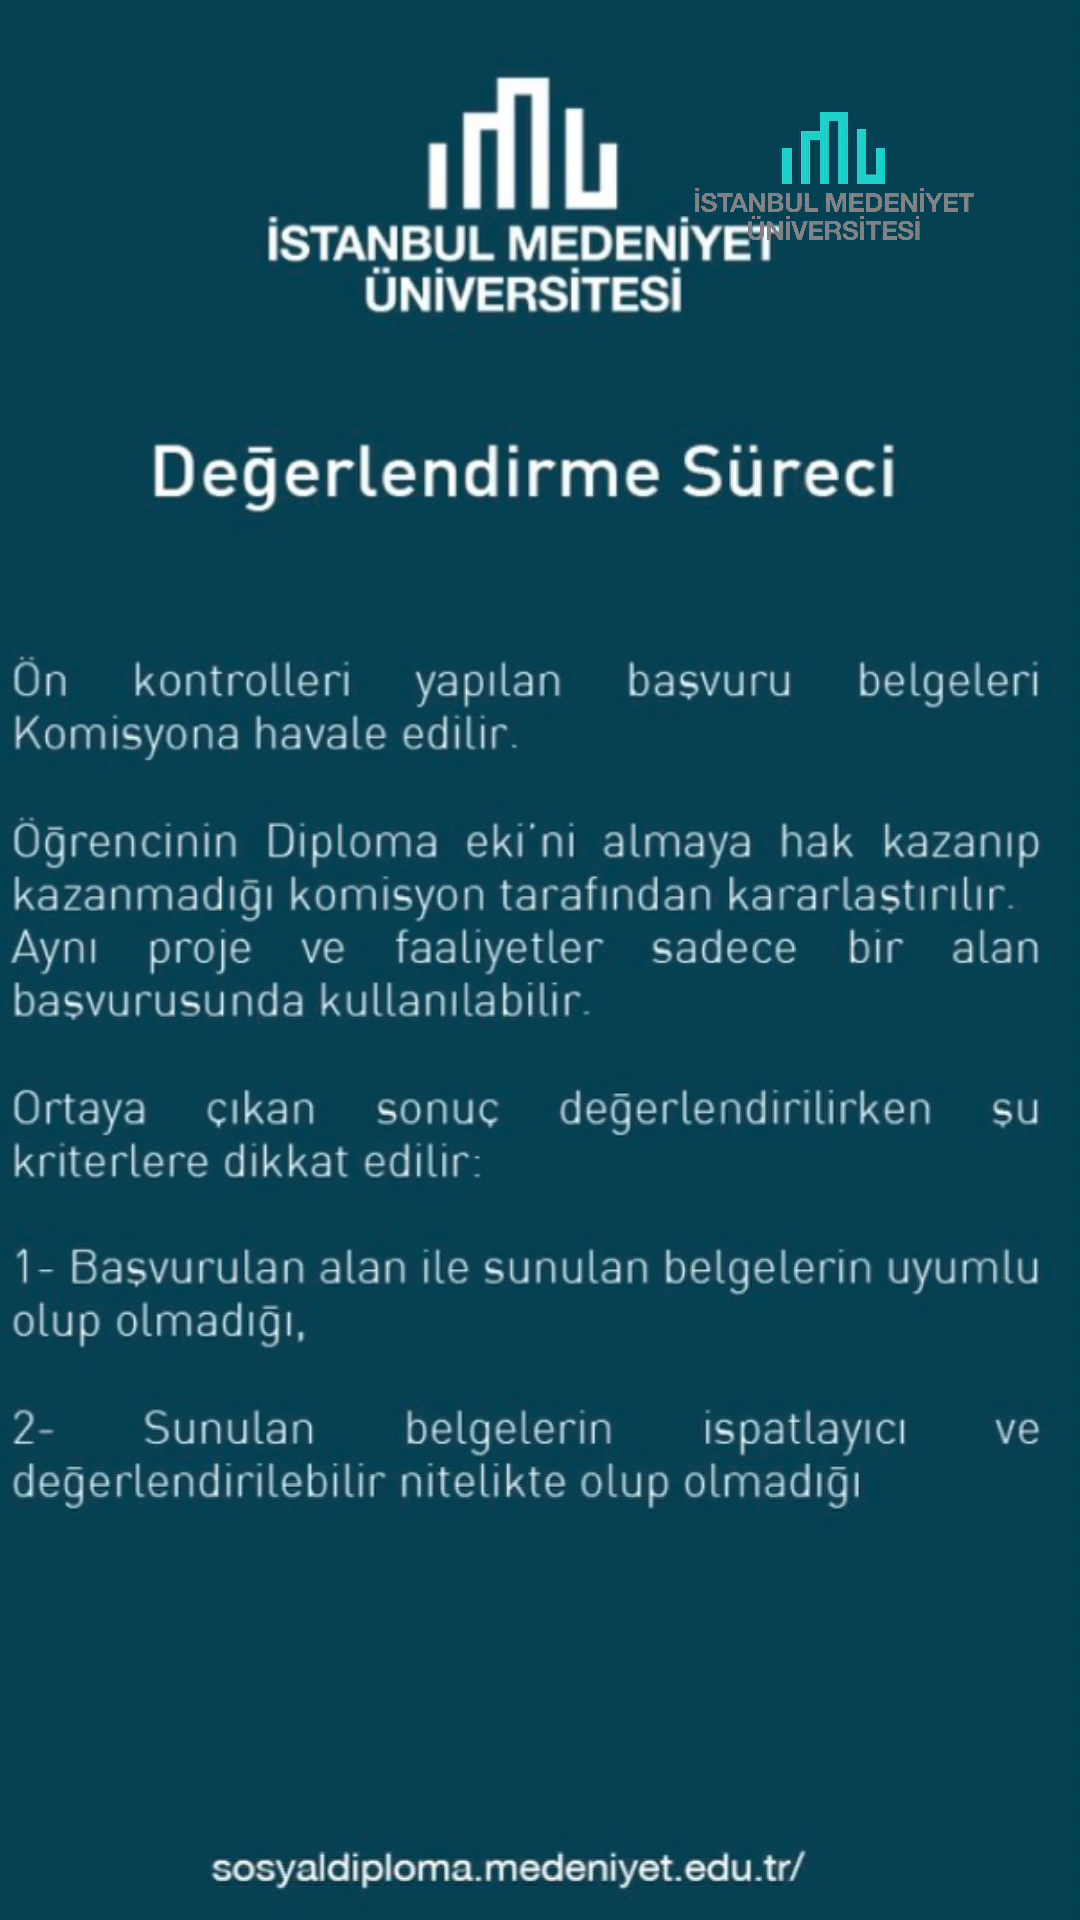 İSTANBUL MEDENİYET
ÜNİVERSİTESİ
İSTANBUL MEDENİYET
ÜNİVERSİTESİ
Değerlendirme Süreci
Ön kontrolleri yapılan başvuru belgeleri
Komisyona havale edilir.
Öğrencinin Diploma eki'ni almaya hak kazanıp
kazanmadığı komisyon tarafından kararlaştırılır.
Aynı proje ve faaliyetler sadece bir alan
başvurusunda kullanılabilir.
Ortaya çıkan sonuç değerlendirilirken şu
kriterlere dikkat edilir:
1- Başvurulan alan ile sunulan belgelerin uyumlu
olup olmadığı,
2- Sunulan belgelerin ispatlayıcı ve
değerlendirilebilir nitelikte olup olmadığı
sosyaldiploma.medeniyet.edu.tr/